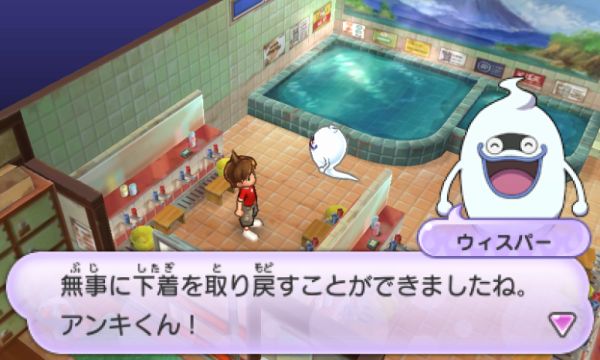 ウィスパー
無事に下着を取り戻すことができましたね。
アンキくん！